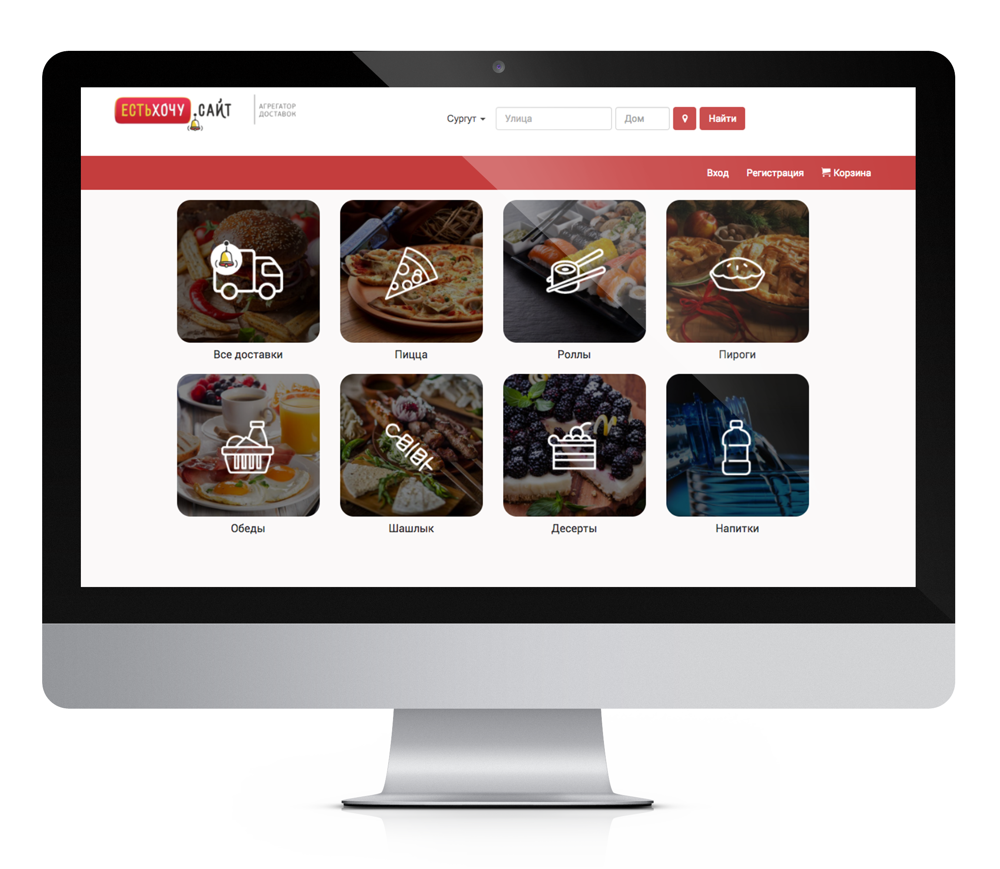 ЕСТЬХОЧУ.САЙТ
АГРЕГАТОР
ДОСТАВОК
Сургут
Улица
Дом
Найти
Вход
Регистрация
Корзина
Все доставки
Пицца
Роллы
Пироги
Обеды
Шашлык
Десерты
Напитки